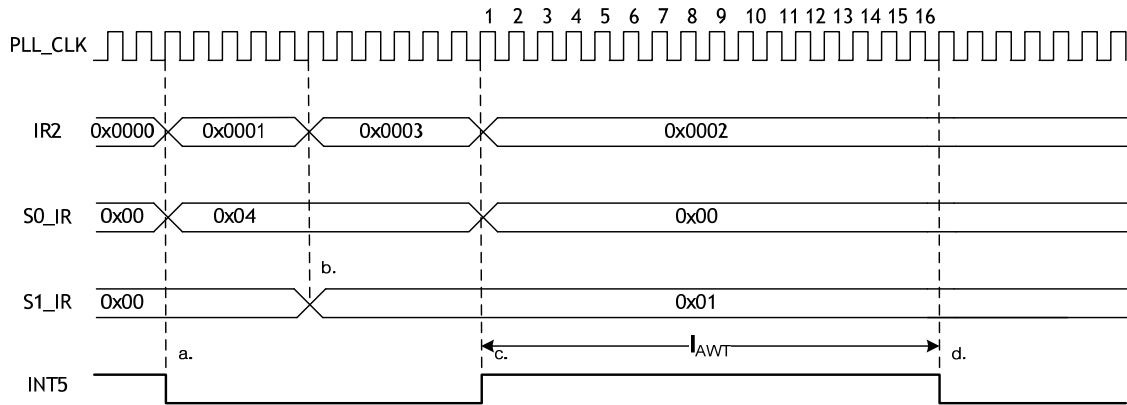 1 2 3 4 5 6 7 8 9 10 11 12 13 14 15 16
PLL_CLK
IR2 0x0000 0x0001 0x0003 0x0002
S0_IR 0x00 0x04 0x00
b.
S1_IR 0x00 0x01
a. c. IAWT d.
INT5